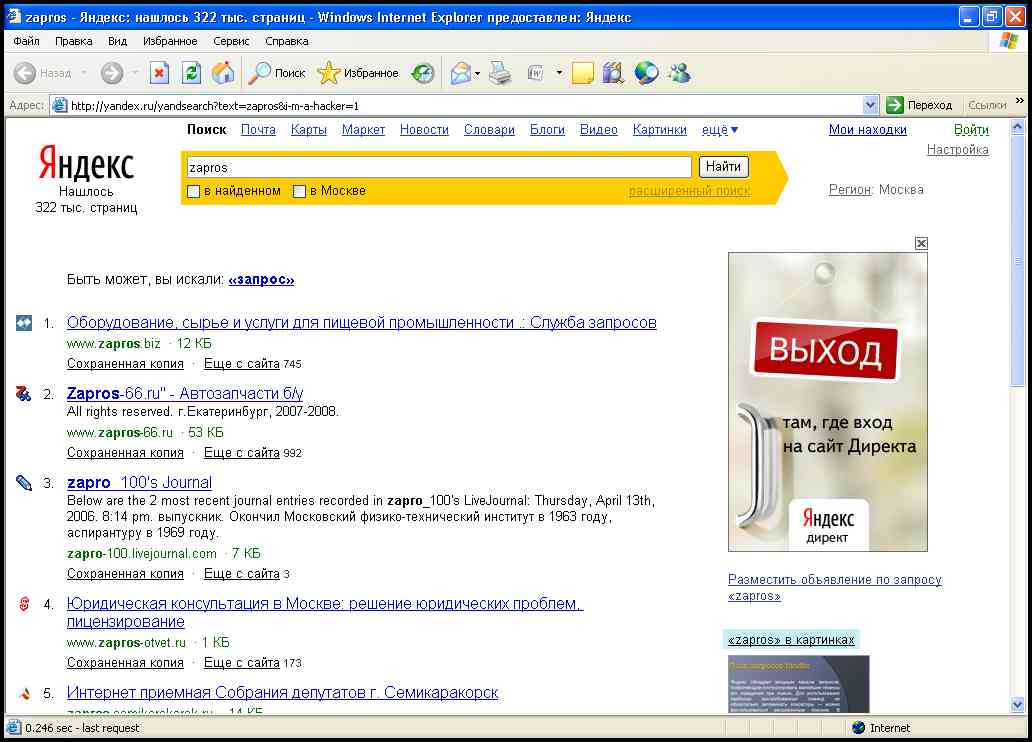 zapros - Яндекс: нашлось 322 тыс. страниц - Windows Internet Explorer предоставлен: Яндекс
Файл Правка Вид Избранное Сервис Справка
Назад Поиск Избранное
Адрес: http://yandex.ru/yandsearch?text=zapros&i-m-a-hacker=1 Переход Ссылки »
Поиск Почта Карты Маркет Новости Словари Блоги Видео Картинки ещё ▼ Мои находки Войти
Настройка
Яндекс
zapros Найти
Нашлось
322 тыс. страниц
в найденном в Москве расширенный поиск
Регион: Москва
Быть может, вы искали: «запрос»
1. Оборудование, сырье и услуги для пищевой промышленности .: Служба запросов
www.zapros.biz · 12 КБ
Сохраненная копия · Еще с сайта 745
2. Zapros-66.ru" - Автозапчасти б/у
All rights reserved. г.Екатеринбург, 2007-2008.
www.zapros-66.ru · 53 КБ
Сохраненная копия · Еще с сайта 992
3. zapro_100's Journal
Below are the 2 most recent journal entries recorded in zapro_100's LiveJournal: Thursday, April 13th,
2006. 8:14 pm. выпускник. Окончил Московский физико-технический институт в 1963 году,
аспирантуру в 1969 году.
zapro-100.livejournal.com · 7 КБ
Сохраненная копия · Еще с сайта 3
4. Юридическая консультация в Москве: решение юридических проблем,
лицензирование
www.zapros-otvet.ru · 1 КБ
Сохраненная копия · Еще с сайта 173
5. Интернет приемная Собрания депутатов г. Семикаракорск
ВЫХОД
там, где вход
на сайт Директа
Яндекс
директ
Разместить объявление по запросу
«zapros»
«zapros» в картинках
0.246 sec - last request Internet